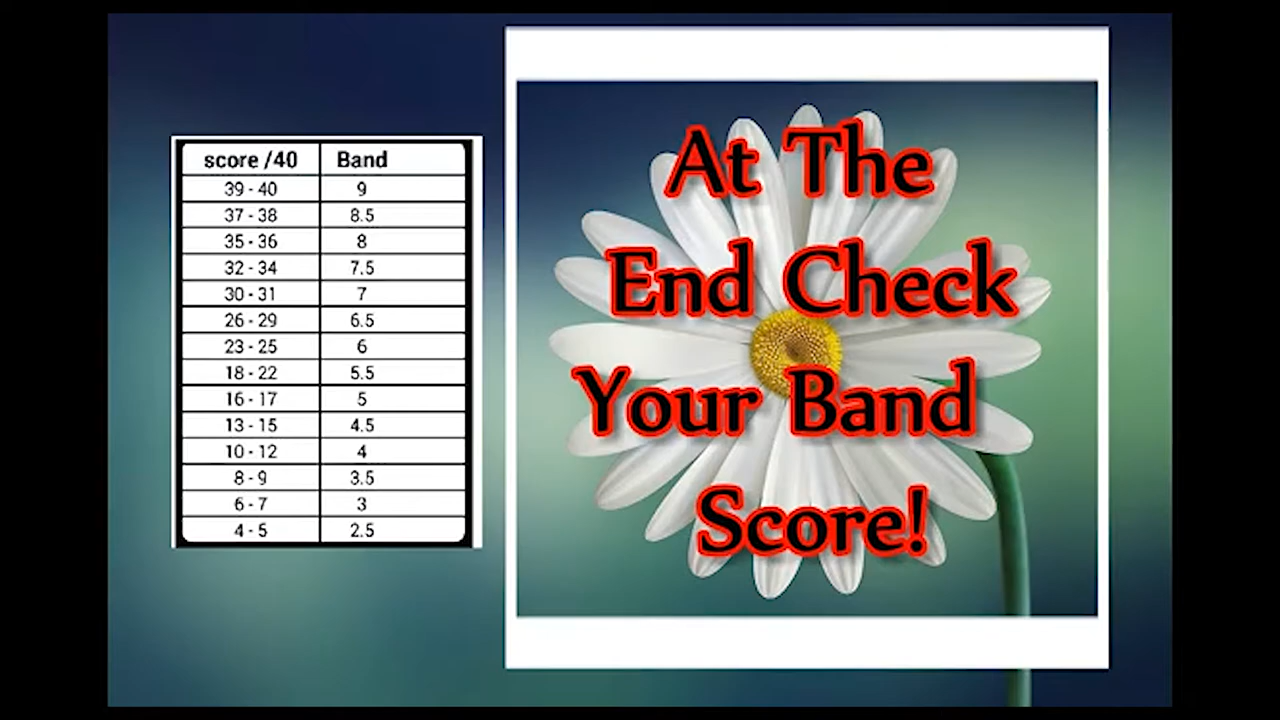 score /40 Band
39 - 40 9
37 - 38 8.5
35 - 36 8
32 - 34 7.5
30 - 31 7
26 - 29 6.5
23 - 25 6
18 - 22 5.5
16 - 17 5
13 - 15 4.5
10 - 12 4
8 - 9 3.5
6 - 7 3
4 - 5 2.5
At The
End Check
Your Band
Score!